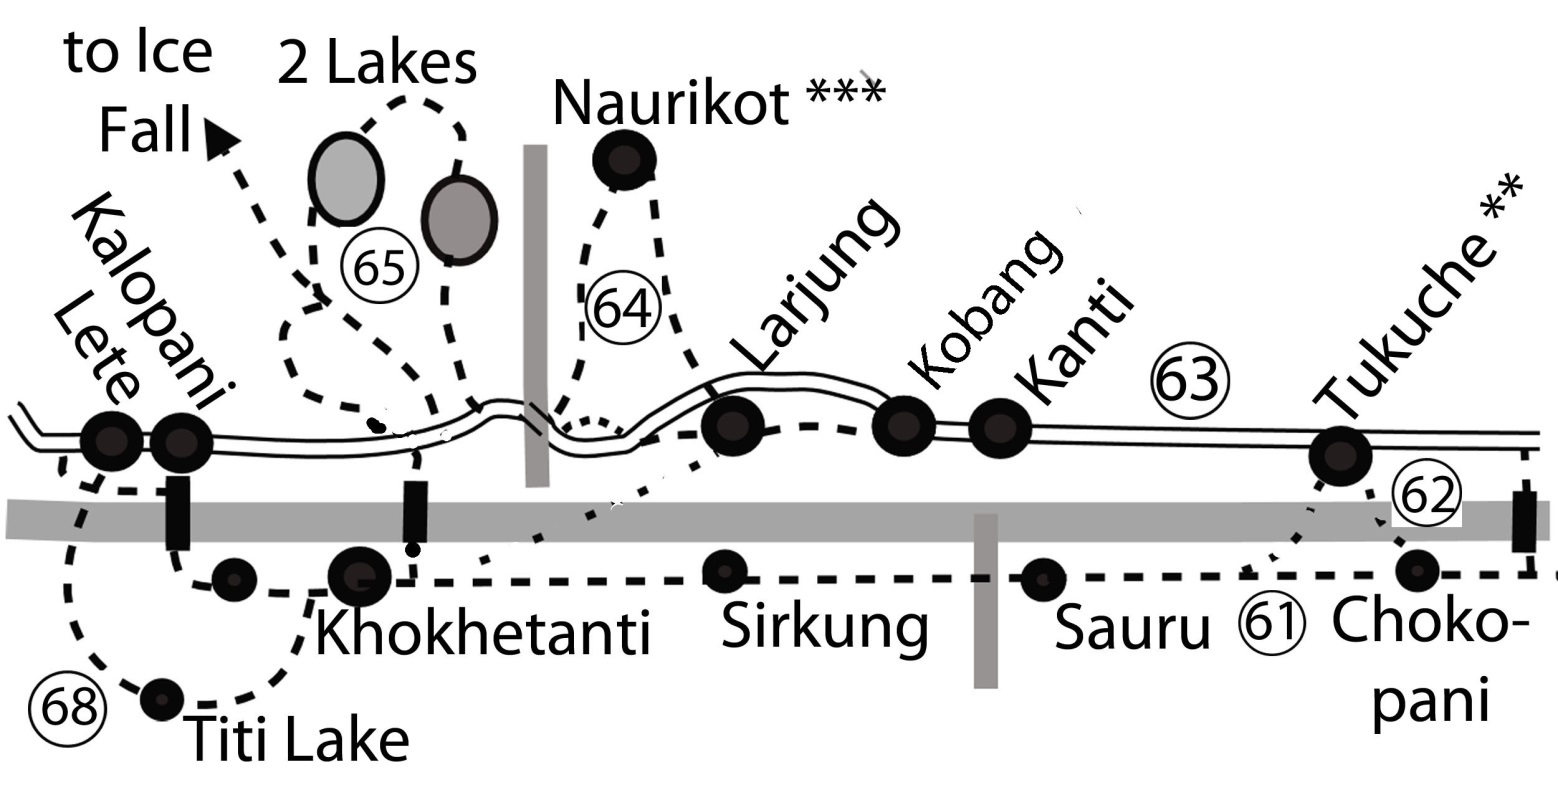 to Ice
Fall
2 Lakes
Naurikot ***
Kalopani
Lete
65
64
Larjung
Kobang
Kanti
63
Tukuche **
62
Khokhetanti
Sirkung
Sauru
61
Choko-
pani
68
Titi Lake